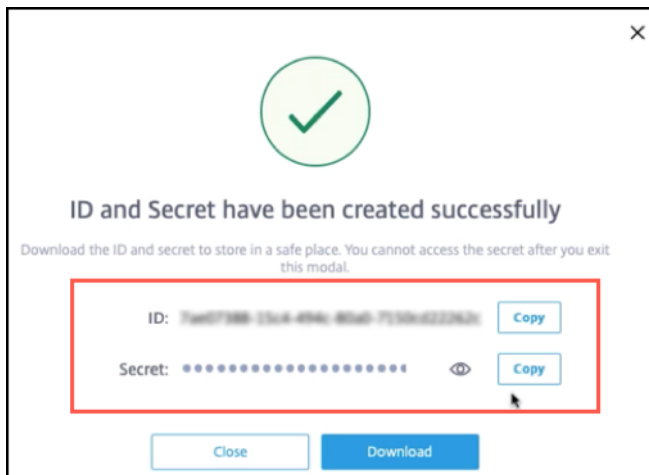 ID and Secret have been created successfully
Download the ID and secret to store in a safe place. You cannot access the secret after you exit
this modal.
ID: Copy
Secret: Copy
Close Download